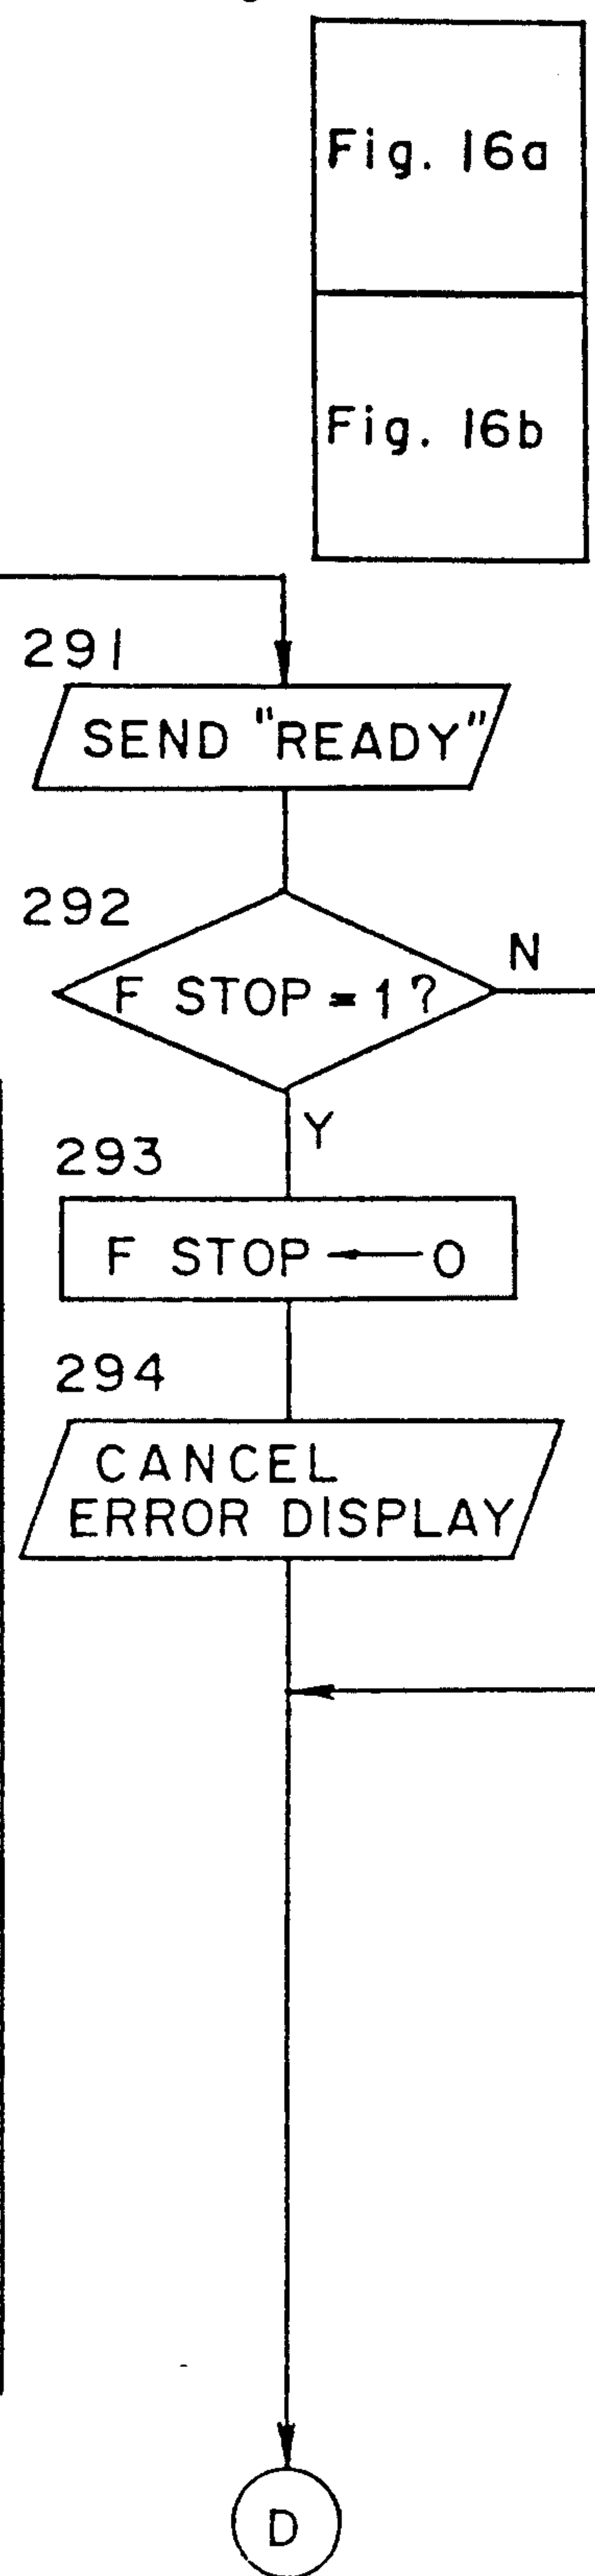 Fig. 16a
Fig. 16b
291
SEND "READY"
292
F STOP = 1 ?
N
Y
293
F STOP ← 0
294
CANCEL
ERROR DISPLAY
D